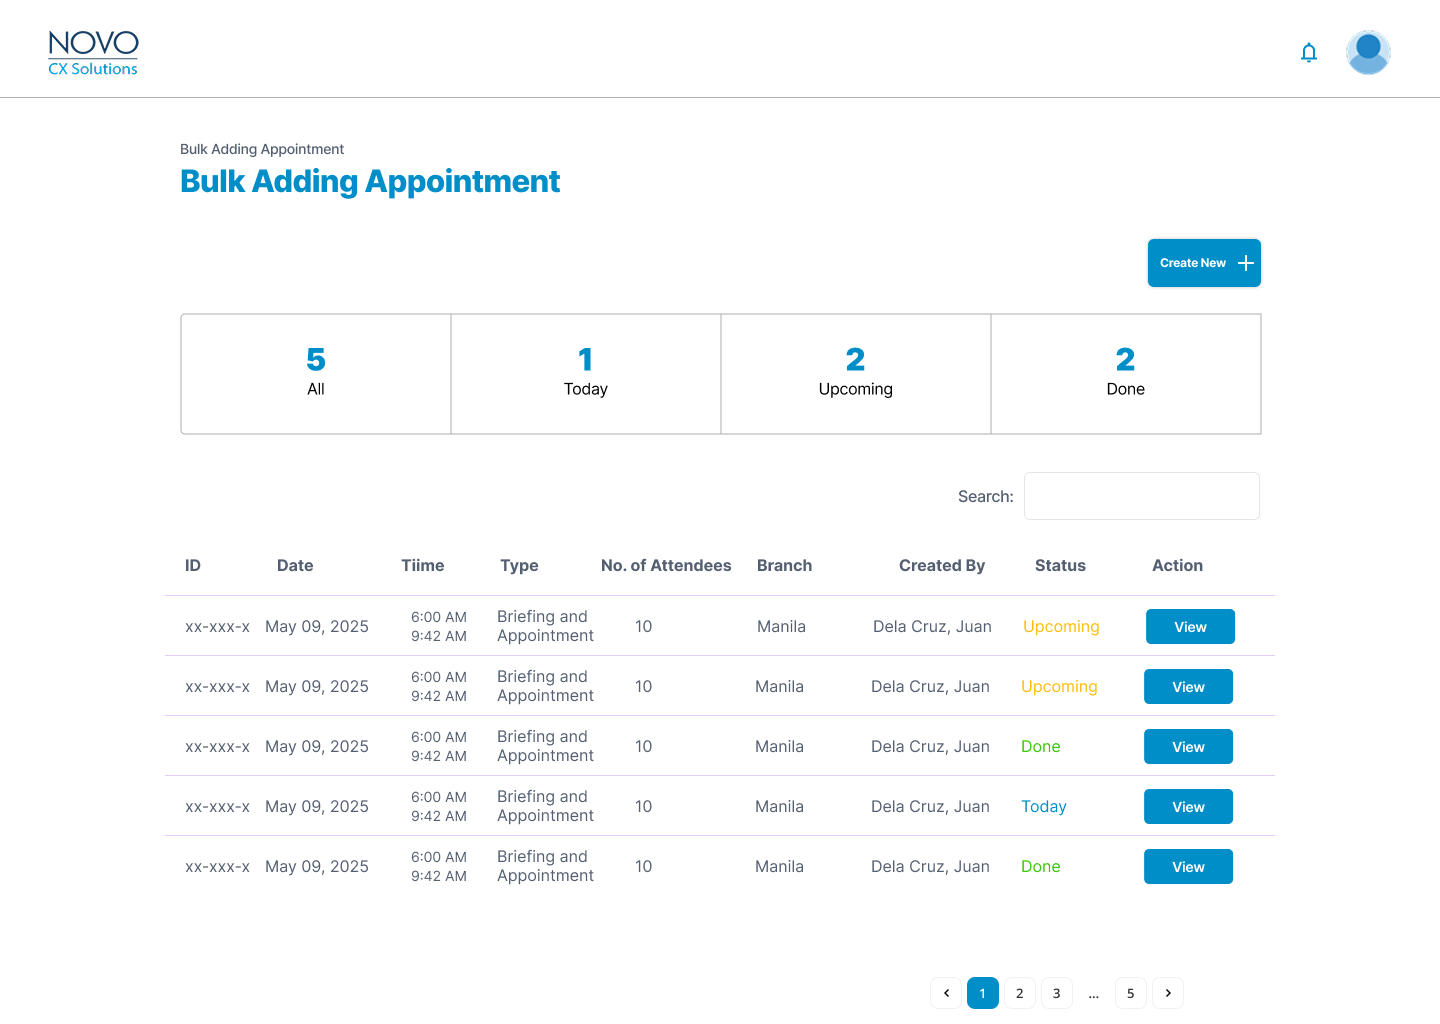 NOVO
CX Solutions
Bulk Adding Appointment
Bulk Adding Appointment
Create New
5 1 2 2
All Today Upcoming Done
Search:
ID Date Tiime Type No. of Attendees Branch Created By Status Action
xx-xxx-x May 09, 2025 6:00 AM Briefing and 10 Manila Dela Cruz, Juan Upcoming View
9:42 AM Appointment
xx-xxx-x May 09, 2025 6:00 AM Briefing and 10 Manila Dela Cruz, Juan Upcoming View
9:42 AM Appointment
xx-xxx-x May 09, 2025 6:00 AM Briefing and 10 Manila Dela Cruz, Juan Done View
9:42 AM Appointment
xx-xxx-x May 09, 2025 6:00 AM Briefing and 10 Manila Dela Cruz, Juan Today View
9:42 AM Appointment
xx-xxx-x May 09, 2025 6:00 AM Briefing and 10 Manila Dela Cruz, Juan Done View
9:42 AM Appointment
1 2 3 ... 5